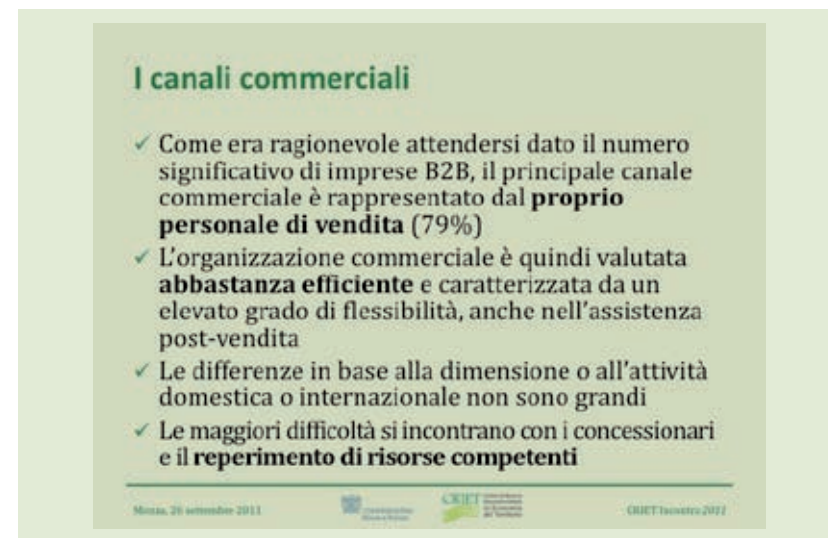 I canali commerciali
✓ Come era ragionevole attendersi dato il numero
significativo di imprese B2B, il principale canale
commerciale è rappresentato dal proprio
personale di vendita (79%)
✓ L'organizzazione commerciale è quindi valutata
abbastanza efficiente e caratterizzata da un
elevato grado di flessibilità, anche nell'assistenza
post-vendita
✓ Le differenze in base alla dimensione o all'attività
domestica o internazionale non sono grandi
✓ Le maggiori difficoltà si incontrano con i concessionari
e il reperimento di risorse competenti
Monza, 26 settembre 2011
CRIET
CRIET Incontra 2011